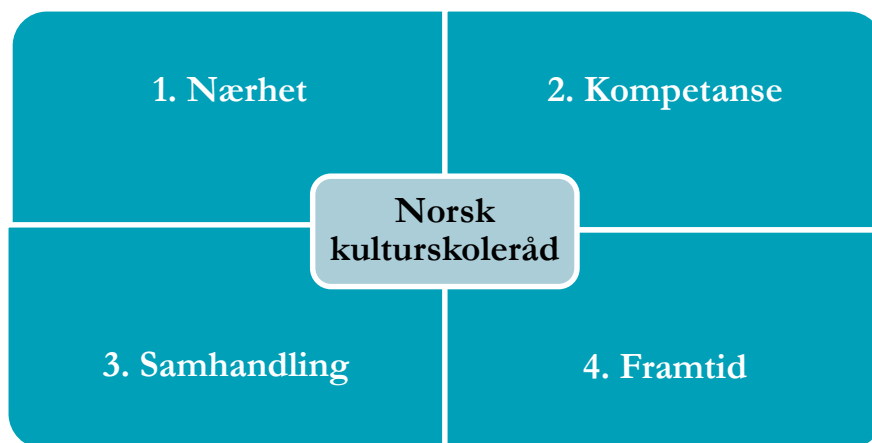 1. Nærhet
2. Kompetanse
Norsk
kulturskoleråd
3. Samhandling
4. Framtid